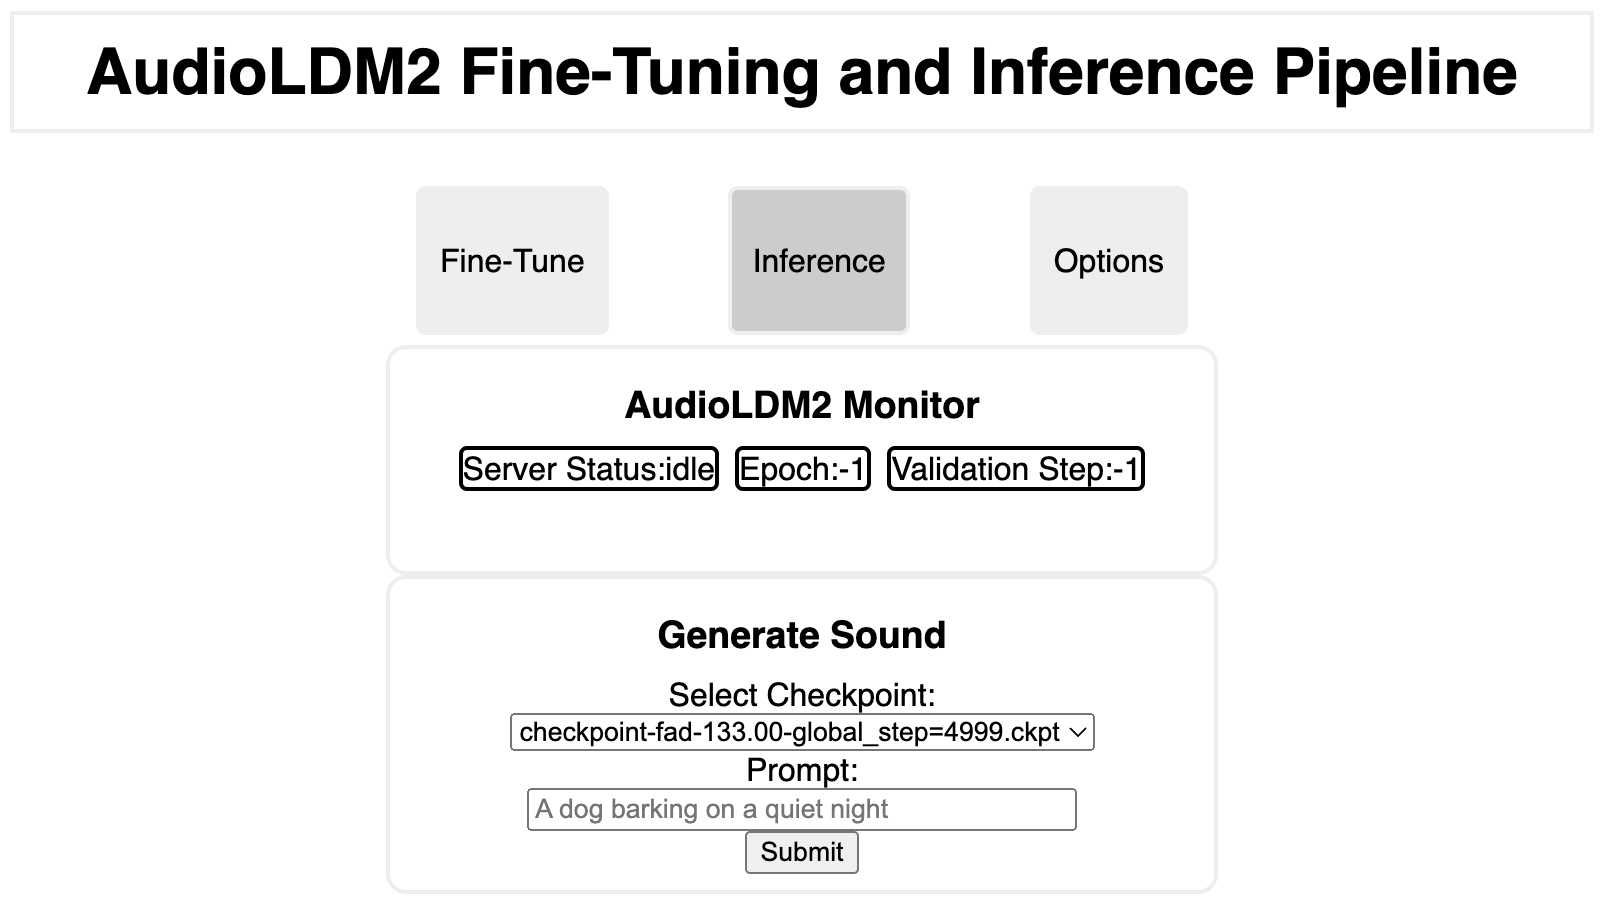 AudioLDM2 Fine-Tuning and Inference Pipeline
Fine-Tune Inference Options
AudioLDM2 Monitor
Server Status:idle Epoch:-1 Validation Step:-1
Generate Sound
Select Checkpoint:
checkpoint-fad-133.00-global_step=4999.ckpt
Prompt:
A dog barking on a quiet night
Submit